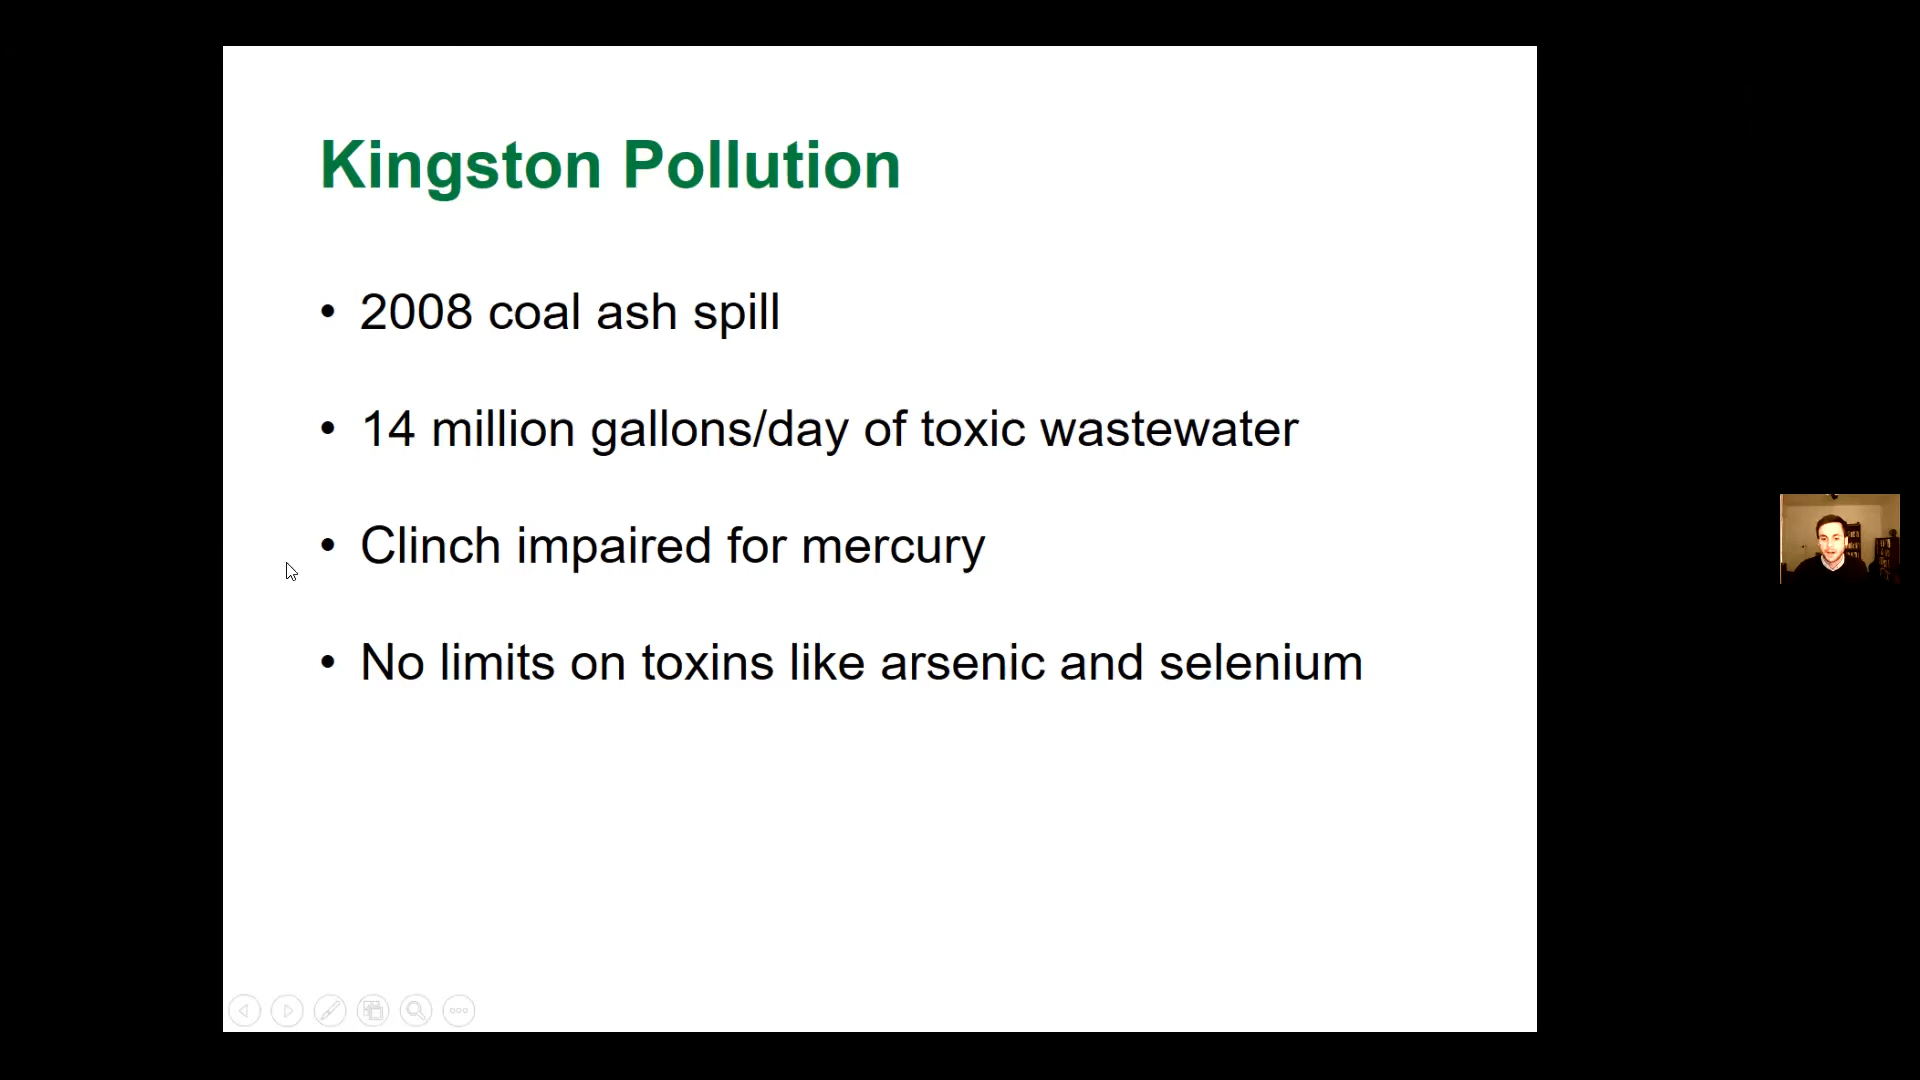 Kingston Pollution
• 2008 coal ash spill
• 14 million gallons/day of toxic wastewater
• Clinch impaired for mercury
• No limits on toxins like arsenic and selenium